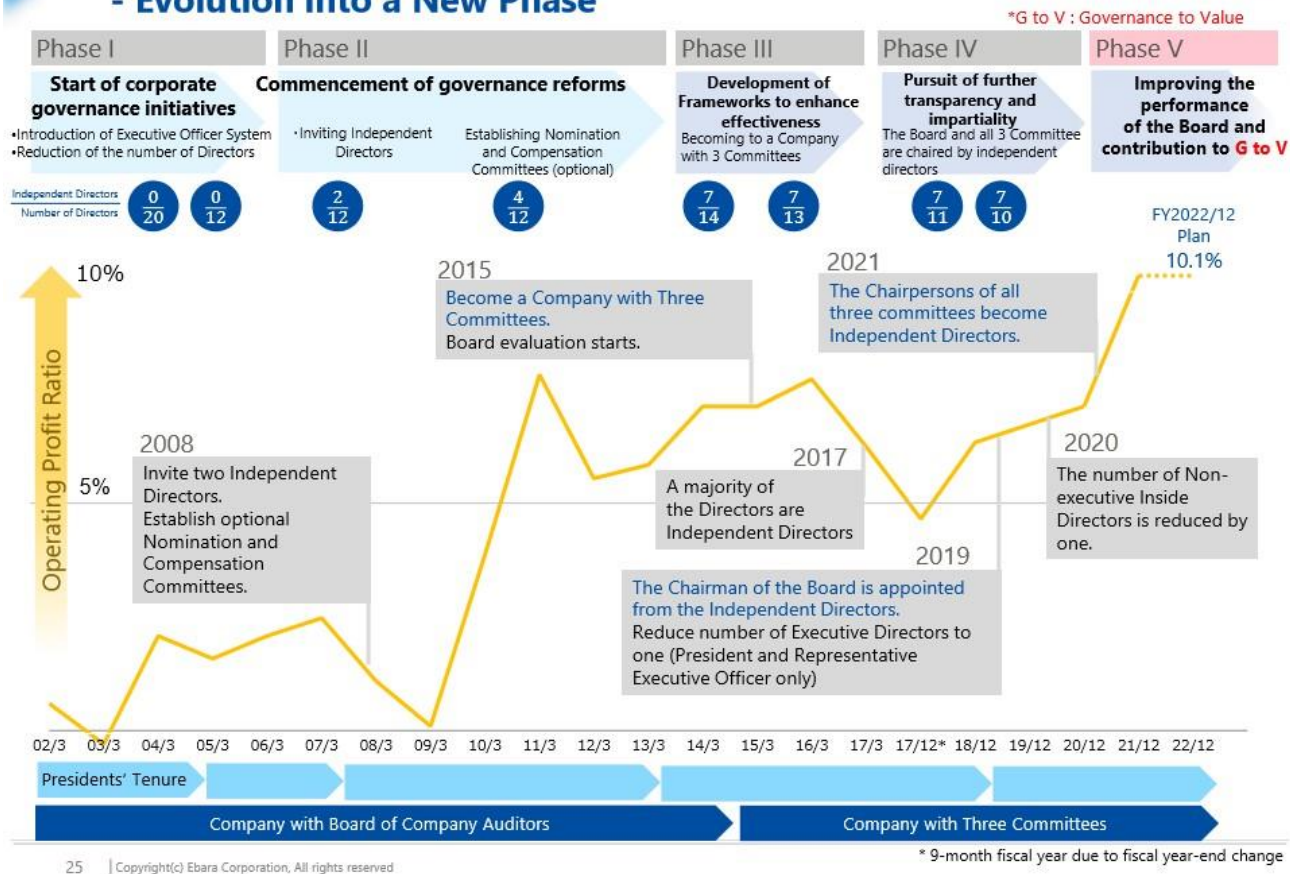 - Evolution into a New Phase
*G to V : Governance to Value
Phase I
Phase II
Phase III
Phase IV
Phase V
Start of corporate
governance initiatives
•Introduction of Executive Officer System
•Reduction of the number of Directors
Commencement of governance reforms
・Inviting Independent
Directors
Establishing Nomination
and Compensation
Committees (optional)
Development of
Frameworks to enhance
effectiveness
Becoming to a Company
with 3 Committees
Pursuit of further
transparency and
impartiality
The Board and all 3 Committee
are chaired by independent
directors
Improving the
performance
of the Board and
contribution to G to V
Independent Directors
Number of Directors
0
20
0
12
2
12
4
12
7
14
7
13
7
11
7
10
FY2022/12
Plan
10.1%
Operating Profit Ratio
10%
5%
2008
Invite two Independent
Directors.
Establish optional
Nomination and
Compensation
Committees.
2015
Become a Company with Three
Committees.
Board evaluation starts.
2017
A majority of
the Directors are
Independent Directors
2019
The Chairman of the Board is appointed
from the Independent Directors.
Reduce number of Executive Directors to
one (President and Representative
Executive Officer only)
2021
The Chairpersons of all
three committees become
Independent Directors.
2020
The number of Non-
executive Inside
Directors is reduced by
one.
02/3 03/3 04/3 05/3 06/3 07/3 08/3 09/3 10/3 11/3 12/3 13/3 14/3 15/3 16/3 17/3 17/12* 18/12 19/12 20/12 21/12 22/12
Presidents' Tenure
Company with Board of Company Auditors
Company with Three Committees
* 9-month fiscal year due to fiscal year-end change
25 | Copyright(c) Ebara Corporation, All rights reserved